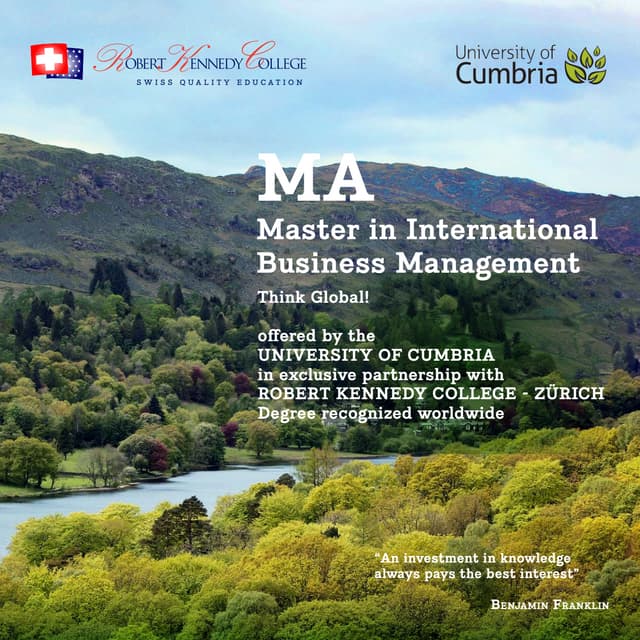 Robert Kennedy College
SWISS QUALITY EDUCATION
University of
Cumbria
MA
Master in International
Business Management
Think Global!
offered by the
UNIVERSITY OF CUMBRIA
in exclusive partnership with
ROBERT KENNEDY COLLEGE - ZÜRICH
Degree recognized worldwide
“An investment in knowledge
always pays the best interest”
BENJAMIN FRANKLIN